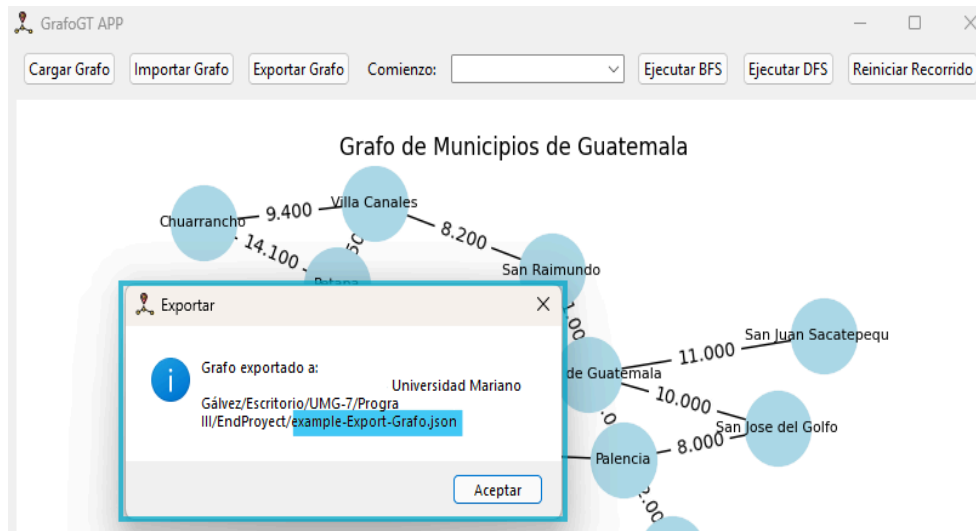 GrafoGT APP
Cargar Grafo Importar Grafo Exportar Grafo Comienzo: Ejecutar BFS Ejecutar DFS Reiniciar Recorrido
Grafo de Municipios de Guatemala
Villa Canales
Chuarrancho
9.400
8.200
14.100
San Raimundo
Exportar
San Juan Sacatepequ
11.000
Grafo exportado a:
de Guatemala
Universidad Mariano
Gálvez/Escritorio/UMG-7/Progra
10.000
III/EndProyect/example-Export-Grafo.json
San Jose del Golfo
8.000
Palencia
Aceptar